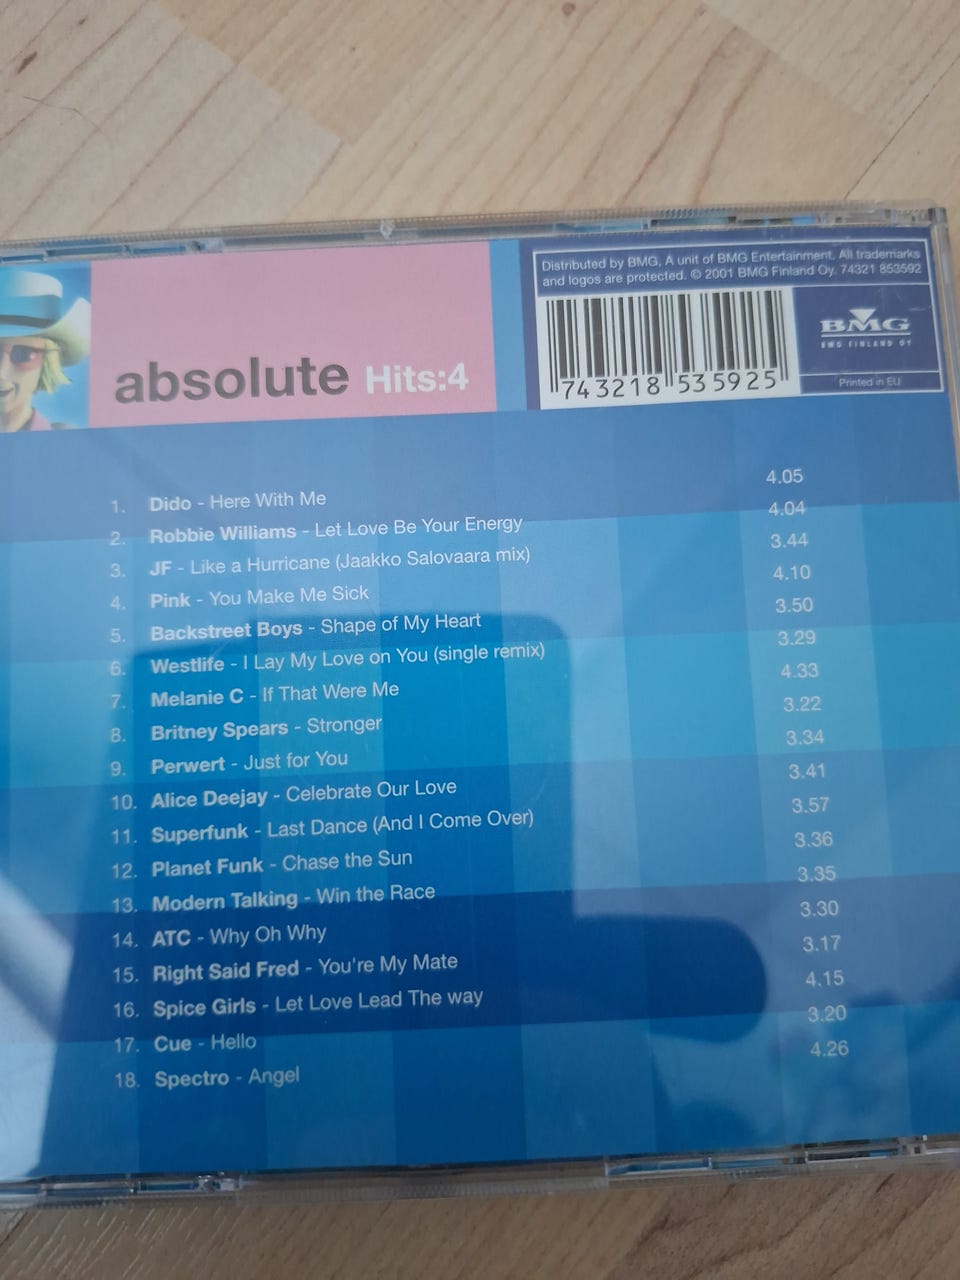 absolute Hits:4
Distributed by BMG, A unit of BMG Entertainment. All trademarks
and logos are protected. © 2001 BMG Finland Oy. 74321 853592
743218 535925
BMG
BMG FINLAND OY
Printed in EU
1. Dido - Here With Me 4.05
2. Robbie Williams - Let Love Be Your Energy 4.04
3. JF - Like a Hurricane (Jaakko Salovaara mix) 3.44
4. Pink - You Make Me Sick 4.10
5. Backstreet Boys - Shape of My Heart 3.50
6. Westlife - I Lay My Love on You (single remix) 3.29
7. Melanie C - If That Were Me 4.33
8. Britney Spears - Stronger 3.22
9. Perwert - Just for You 3.34
10. Alice Deejay - Celebrate Our Love 3.41
11. Superfunk - Last Dance (And I Come Over) 3.57
12. Planet Funk - Chase the Sun 3.36
13. Modern Talking - Win the Race 3.35
14. ATC - Why Oh Why 3.30
15. Right Said Fred - You're My Mate 3.17
16. Spice Girls - Let Love Lead The way 4.15
17. Cue - Hello 3.20
18. Spectro - Angel 4.26